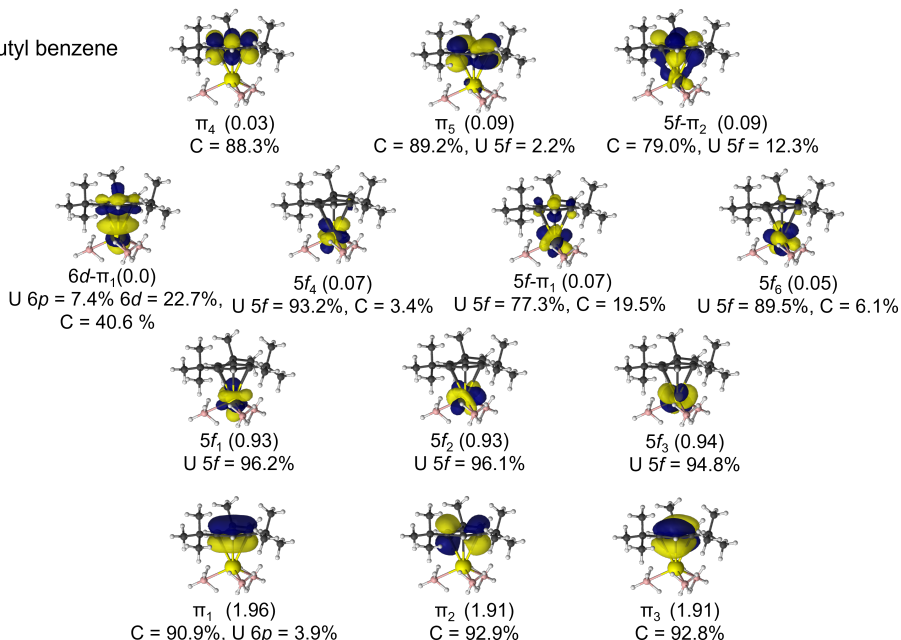 utyl benzene
π₄ (0.03)
C = 88.3%
π₅ (0.09)
C = 89.2%, U 5f = 2.2%
5f-π₂ (0.09)
C = 79.0%, U 5f = 12.3%
6d-π₁(0.0)
U 6p = 7.4% 6d = 22.7%,
C = 40.6 %
5f₄ (0.07)
U 5f = 93.2%, C = 3.4%
5f-π₁ (0.07)
U 5f = 77.3%, C = 19.5%
5f₆ (0.05)
U 5f = 89.5%, C = 6.1%
5f₁ (0.93)
U 5f = 96.2%
5f₂ (0.93)
U 5f = 96.1%
5f₃ (0.94)
U 5f = 94.8%
π₁ (1.96)
C = 90.9%, U 6p = 3.9%
π₂ (1.91)
C = 92.9%
π₃ (1.91)
C = 92.8%